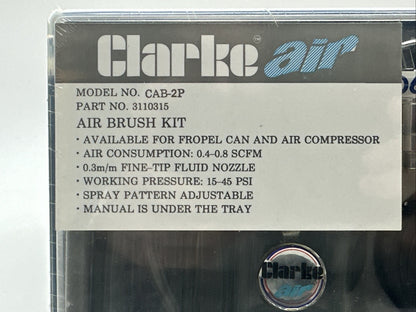 Clarke air ™
MODEL NO. CAB-2P
PART NO. 3110315
AIR BRUSH KIT
· AVAILABLE FOR FROPEL CAN AND AIR COMPRESSOR
· AIR CONSUMPTION: 0.4-0.8 SCFM
· 0.3m/m FINE-TIP FLUID NOZZLE
· WORKING PRESSURE: 15-45 PSI
· SPRAY PATTERN ADJUSTABLE
· MANUAL IS UNDER THE TRAY
Clarke
air